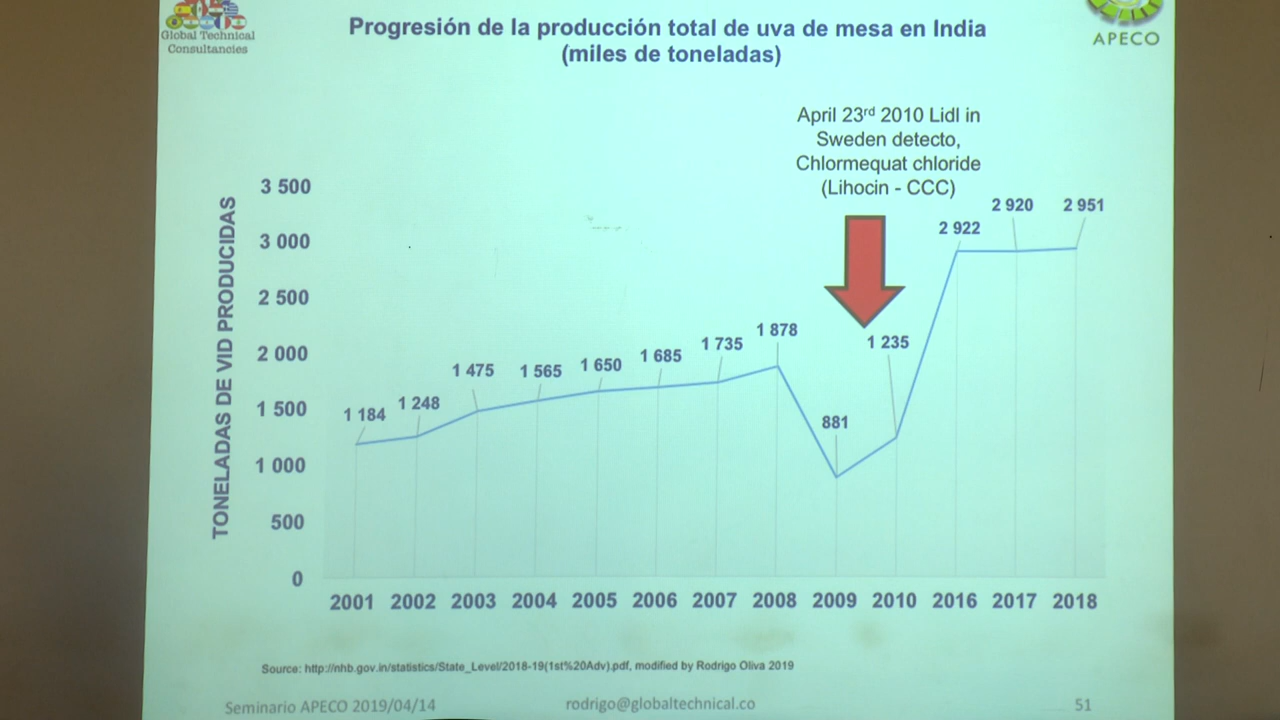 Global Technical
Consultancies
Progresión de la producción total de uva de mesa en India
(miles de toneladas)
APECO
April 23rd 2010 Lidl in
Sweden detecto,
Chlormequat chloride
(Lihocin - CCC)
TONELADAS DE VID PRODUCIDAS
3 500
3 000
2 500
2 000
1 500
1 000
500
0
1 184
1 248
1 475
1 565
1 650
1 685
1 735
1 878
881
1 235
2 922
2 920
2 951
2001 2002 2003 2004 2005 2006 2007 2008 2009 2010 2016 2017 2018
Source: http://nhb.gov.in/statistics/State_Level/2018-19(1st%20Adv).pdf, modified by Rodrigo Oliva 2019
Seminario APECO 2019/04/14 rodrigo@globaltechnical.co 51